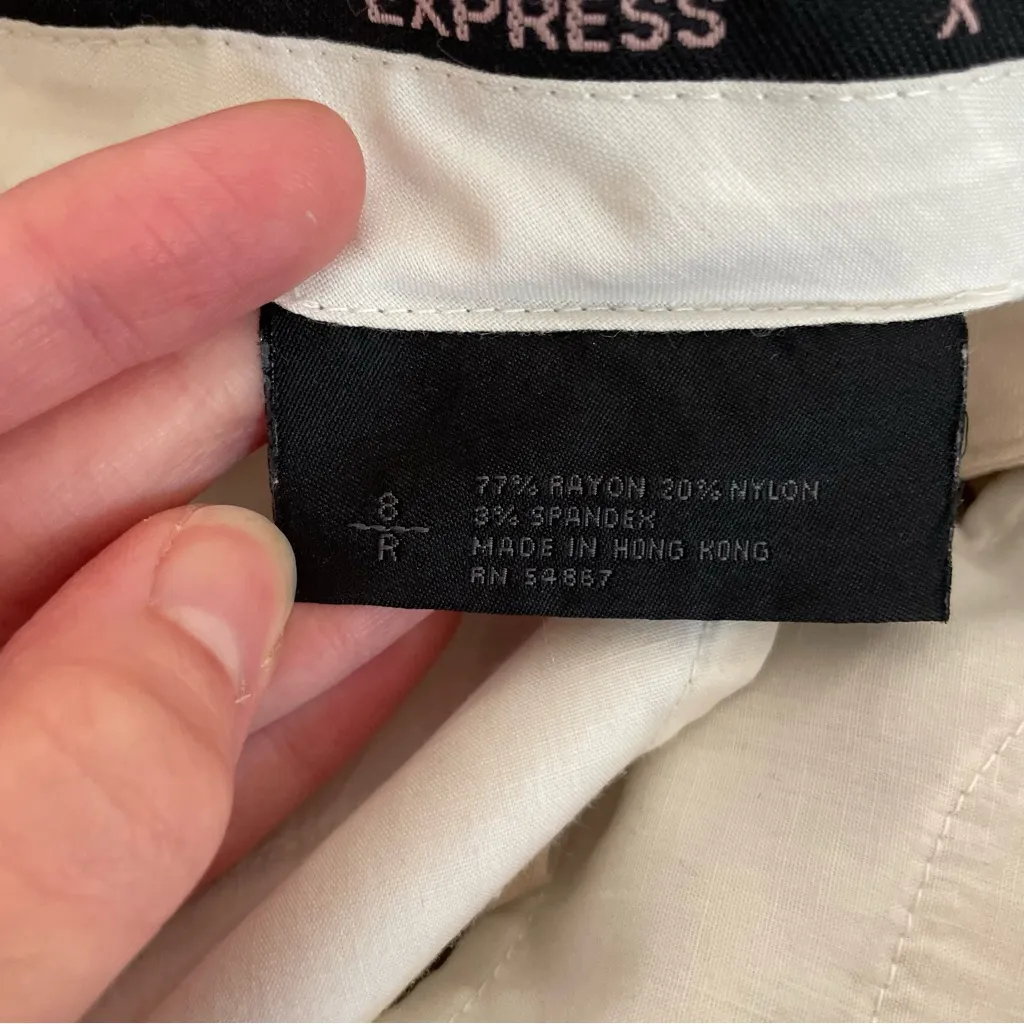 EXPRESS X
8
R
77% RAYON 20% NYLON
3% SPANDEX
MADE IN HONG KONG
RN 54867